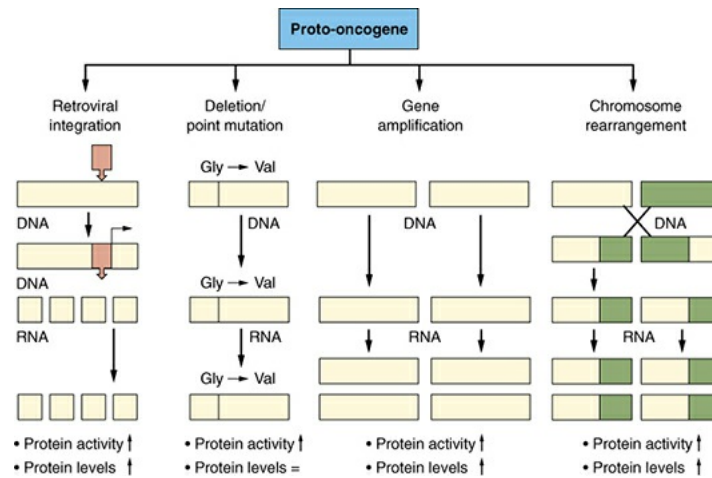 Proto-oncogene
Retroviral
integration
DNA
DNA
RNA
• Protein activity ↑
• Protein levels ↑
Deletion/
point mutation
Gly → Val
DNA
Gly → Val
RNA
Gly → Val
• Protein activity ↑
• Protein levels =
Gene
amplification
DNA
RNA
• Protein activity ↑
• Protein levels ↑
Chromosome
rearrangement
DNA
RNA
• Protein activity ↑
• Protein levels ↑